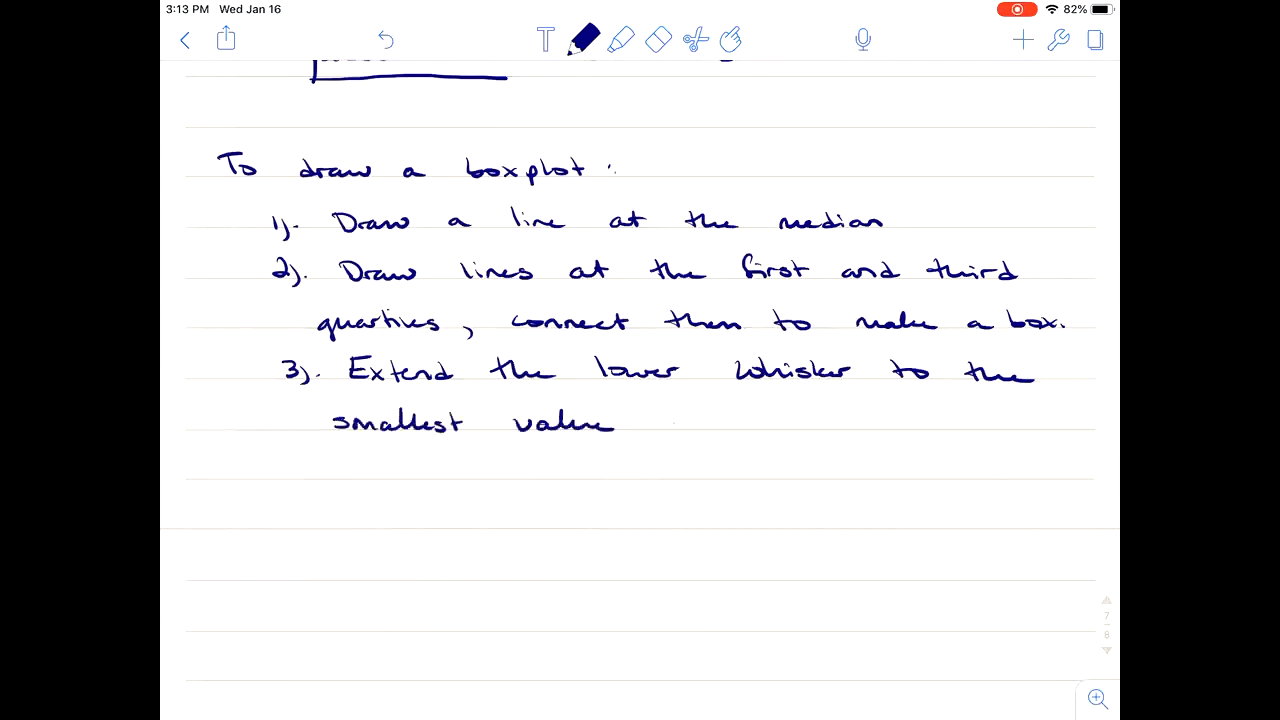 3:13 PM Wed Jan 16
82%
T
To draw a boxplot :
1). Draw a line at the median
2). Draw lines at the first and third
quartiles, connect them to make a box.
3). Extend the lower whisker to the
smallest value
7
8